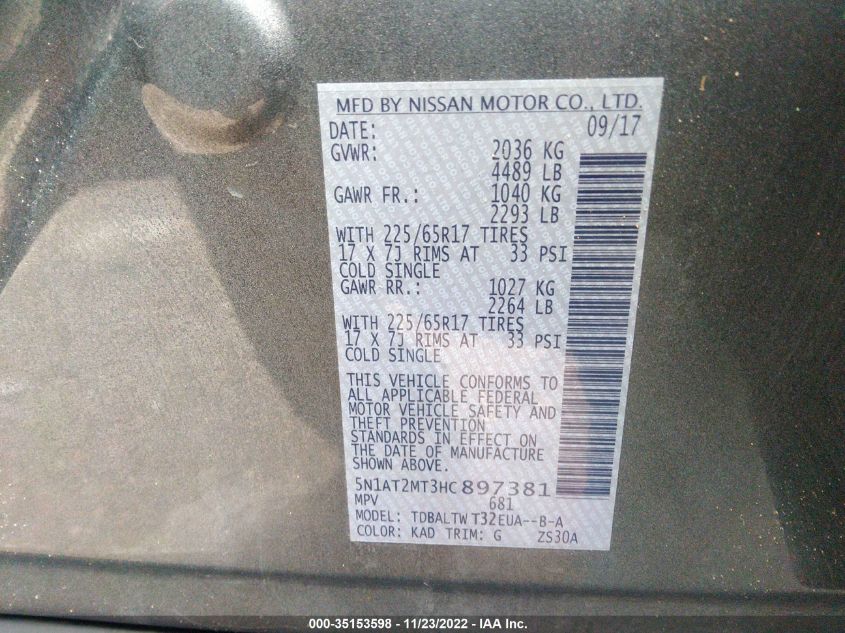 MFD BY NISSAN MOTOR CO., LTD.
DATE: 09/17
GVWR: 2036 KG
4489 LB
GAWR FR.: 1040 KG
2293 LB
WITH 225/65R17 TIRES
17 X 7J RIMS AT 33 PSI
COLD SINGLE
GAWR RR.: 1027 KG
2264 LB
WITH 225/65R17 TIRES
17 X 7J RIMS AT 33 PSI
COLD SINGLE
THIS VEHICLE CONFORMS TO
ALL APPLICABLE FEDERAL
MOTOR VEHICLE SAFETY AND
THEFT PREVENTION
STANDARDS IN EFFECT ON
THE DATE OF MANUFACTURE
SHOWN ABOVE.
5N1AT2MT3HC897381
MPV 681
MODEL: TDBALTW T32EUA--B-A
COLOR: KAD TRIM: G ZS30A
000-35153598 - 11/23/2022 - IAA Inc.